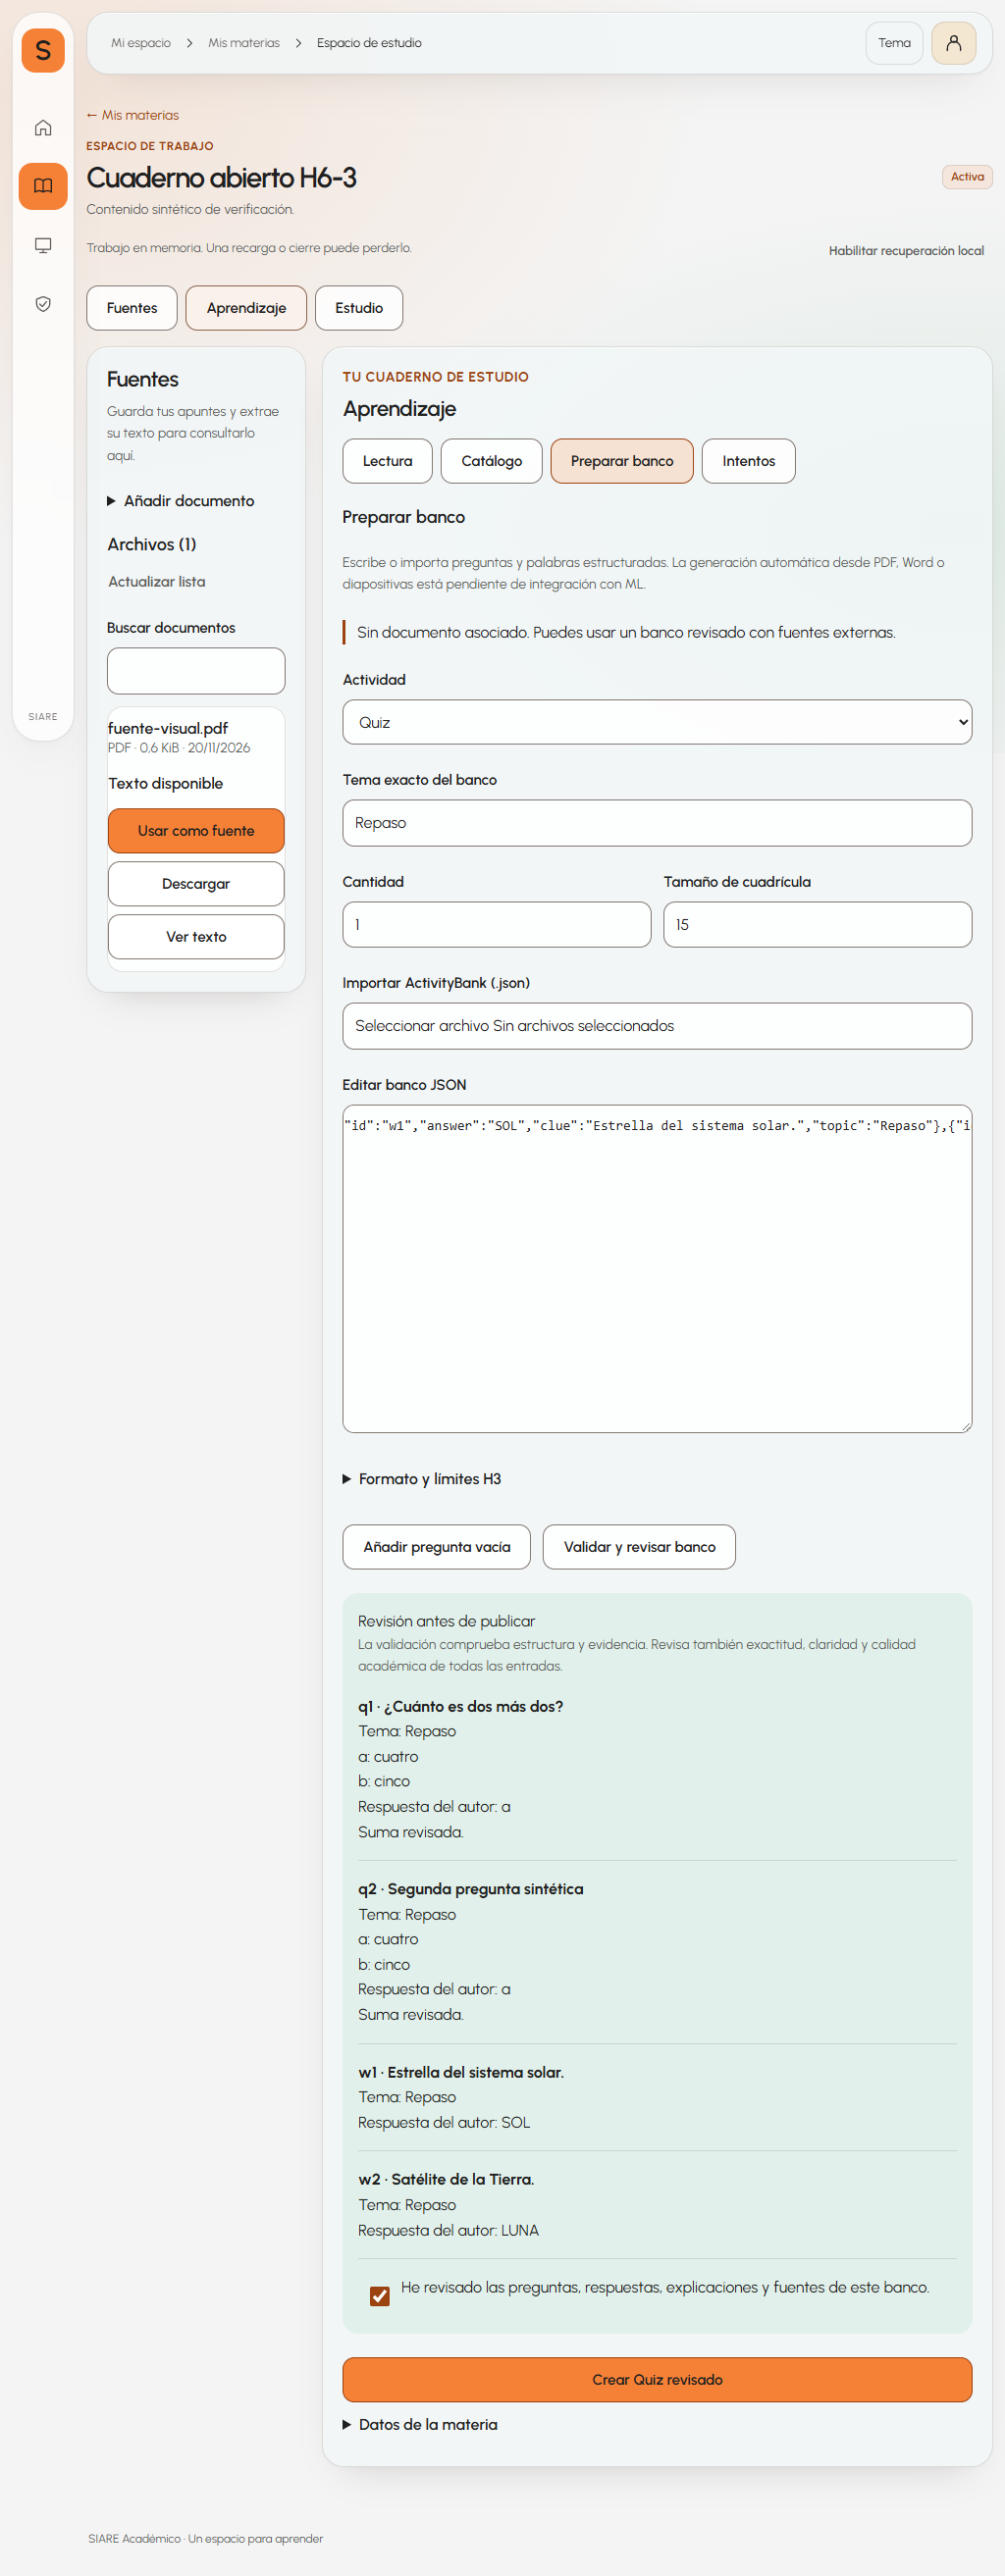 S
Mi espacio > Mis materias > Espacio de estudio
Tema
← Mis materias
ESPACIO DE TRABAJO
Cuaderno abierto H6-3
Activa
Contenido sintético de verificación.
Trabajo en memoria. Una recarga o cierre puede perderlo.
Habilitar recuperación local
Fuentes
Aprendizaje
Estudio
SIARE
Fuentes
Guarda tus apuntes y extrae
su texto para consultarlo
aquí.
Añadir documento
Archivos (1)
Actualizar lista
Buscar documentos
fuente-visual.pdf
PDF · 0,6 KiB · 20/11/2026
Texto disponible
Usar como fuente
Descargar
Ver texto
TU CUADERNO DE ESTUDIO
Aprendizaje
Lectura
Catálogo
Preparar banco
Intentos
Preparar banco
Escribe o importa preguntas y palabras estructuradas. La generación automática desde PDF, Word o
diapositivas está pendiente de integración con ML.
Sin documento asociado. Puedes usar un banco revisado con fuentes externas.
Actividad
Quiz
Tema exacto del banco
Repaso
Cantidad
Tamaño de cuadrícula
1
15
Importar ActivityBank (.json)
Seleccionar archivo Sin archivos seleccionados
Editar banco JSON
"id":"w1","answer":"SOL","clue":"Estrella del sistema solar.","topic":"Repaso"},{"i
Formato y límites H3
Añadir pregunta vacía
Validar y revisar banco
Revisión antes de publicar
La validación comprueba estructura y evidencia. Revisa también exactitud, claridad y calidad
académica de todas las entradas.
q1 · ¿Cuánto es dos más dos?
Tema: Repaso
a: cuatro
b: cinco
Respuesta del autor: a
Suma revisada.
q2 · Segunda pregunta sintética
Tema: Repaso
a: cuatro
b: cinco
Respuesta del autor: a
Suma revisada.
w1 · Estrella del sistema solar.
Tema: Repaso
Respuesta del autor: SOL
w2 · Satélite de la Tierra.
Tema: Repaso
Respuesta del autor: LUNA
He revisado las preguntas, respuestas, explicaciones y fuentes de este banco.
Crear Quiz revisado
Datos de la materia
SIARE Académico · Un espacio para aprender